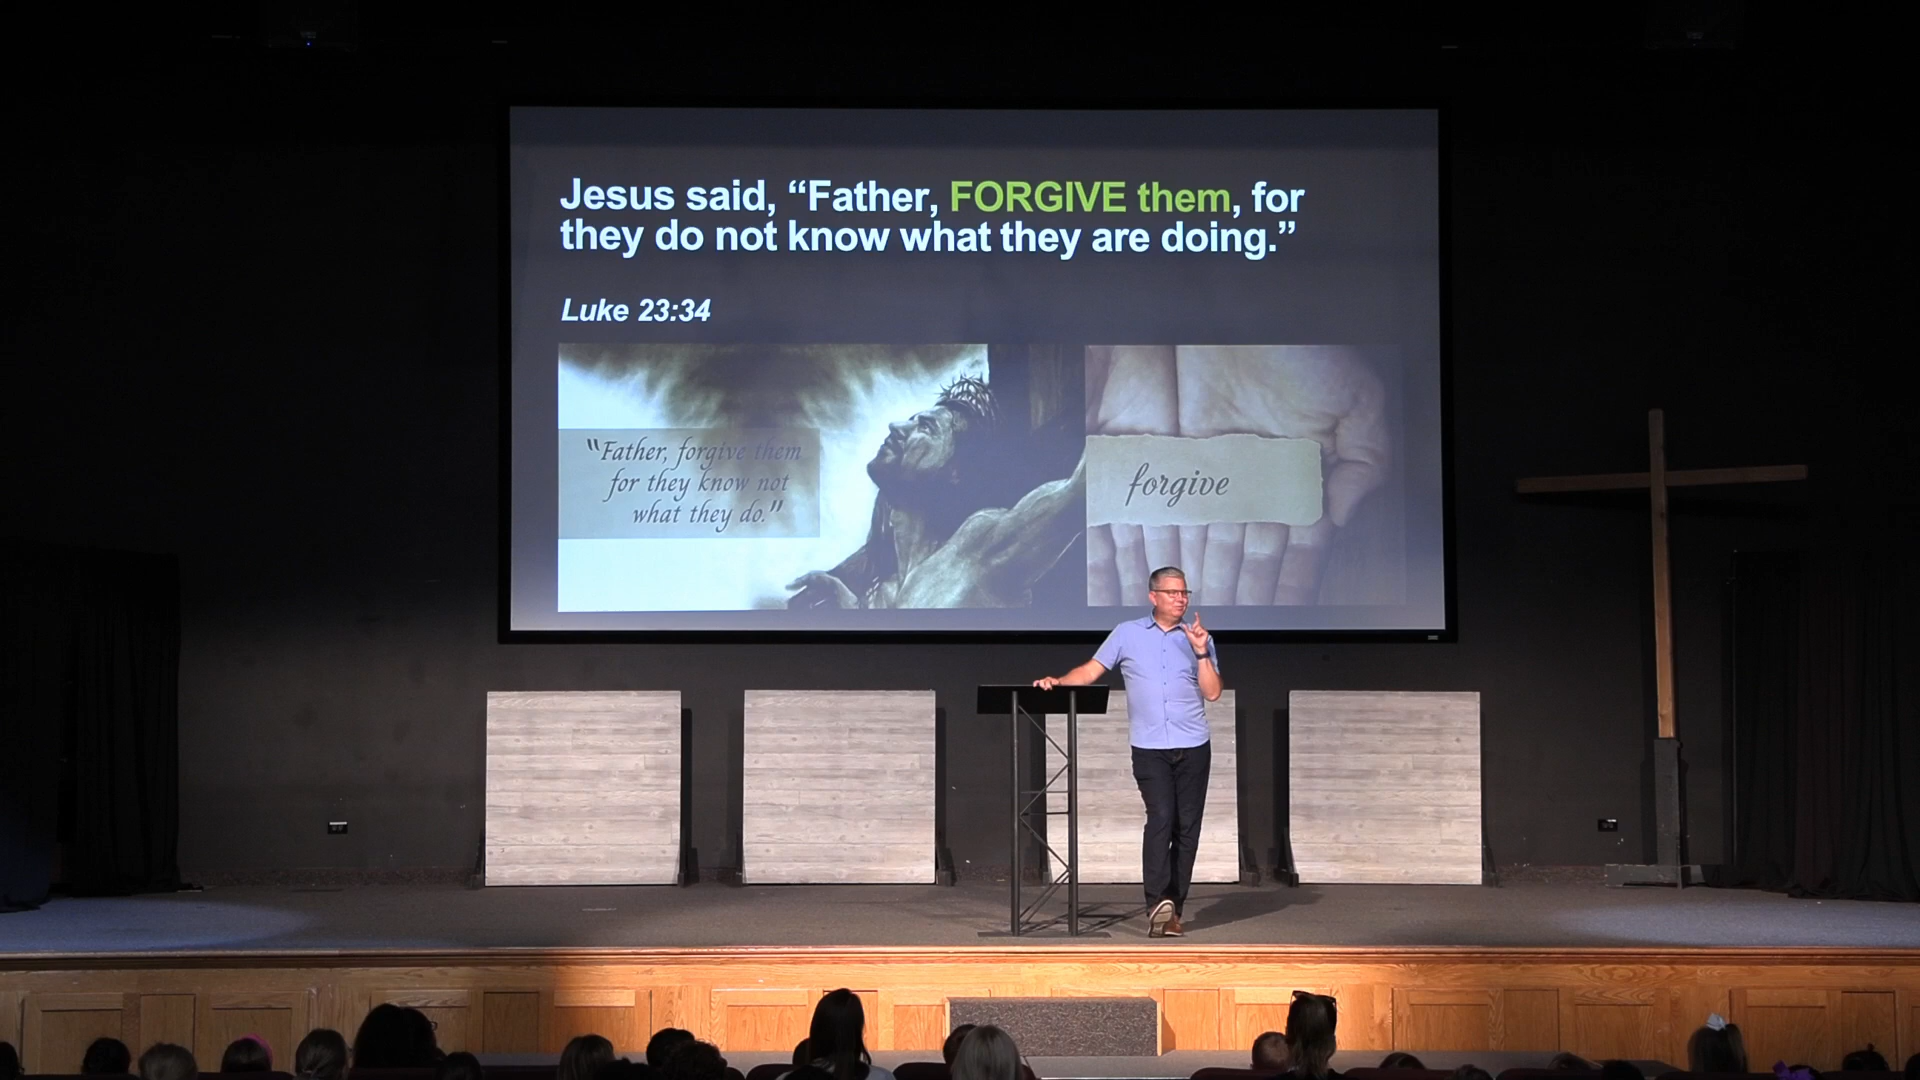 Jesus said, “Father, FORGIVE them, for
they do not know what they are doing.”
Luke 23:34
“Father, forgive them
for they know not
what they do.”
forgive